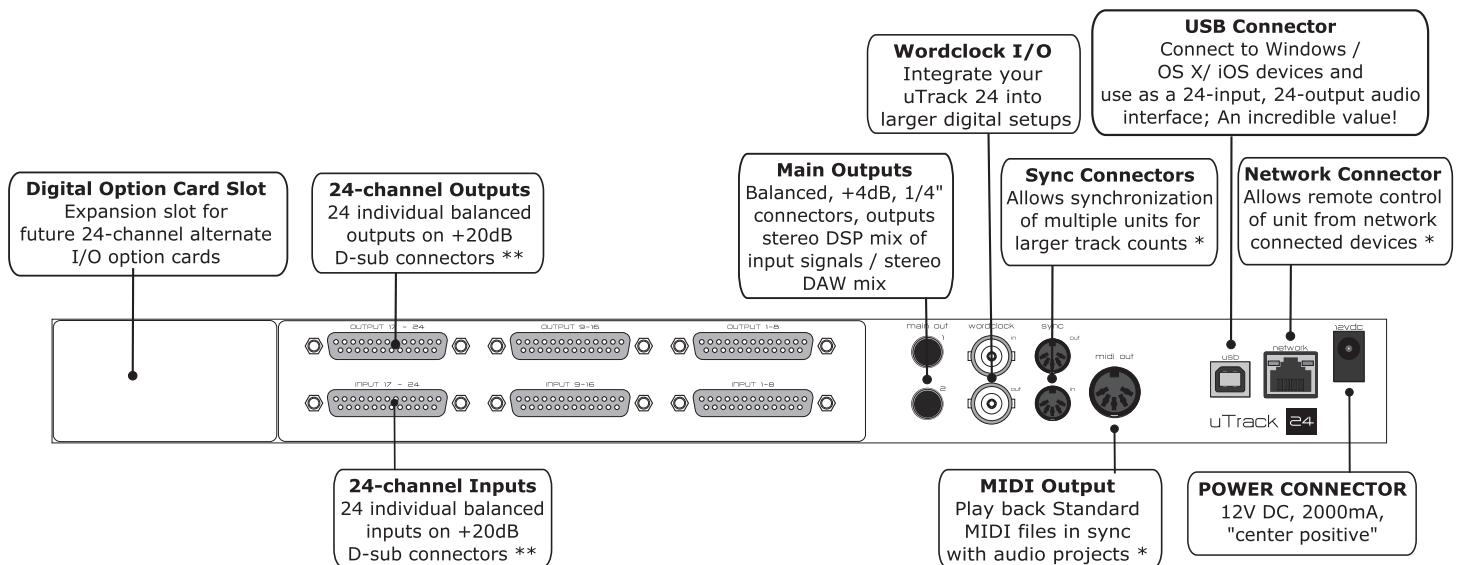 USB Connector
Connect to Windows /
OS X/ iOS devices and
use as a 24-input, 24-output audio
interface; An incredible value!
Wordclock I/O
Integrate your
uTrack 24 into
larger digital setups
Digital Option Card Slot
Expansion slot for
future 24-channel alternate
I/O option cards
24-channel Outputs
24 individual balanced
outputs on +20dB
D-sub connectors **
Main Outputs
Balanced, +4dB, 1/4"
connectors, outputs
stereo DSP mix of
input signals / stereo
DAW mix
Sync Connectors
Allows synchronization
of multiple units for
larger track counts *
Network Connector
Allows remote control
of unit from network
connected devices *
OUTPUT 17 - 24
OUTPUT 9-16
OUTPUT 1-8
main out
wordclock
sync
12vdc
1
in
out
midi out
usb
network
INPUT 17 - 24
INPUT 9-16
INPUT 1-8
2
out
in
uTrack 24
24-channel Inputs
24 individual balanced
inputs on +20dB
D-sub connectors **
MIDI Output
Play back Standard
MIDI files in sync
with audio projects *
POWER CONNECTOR
12V DC, 2000mA,
"center positive"